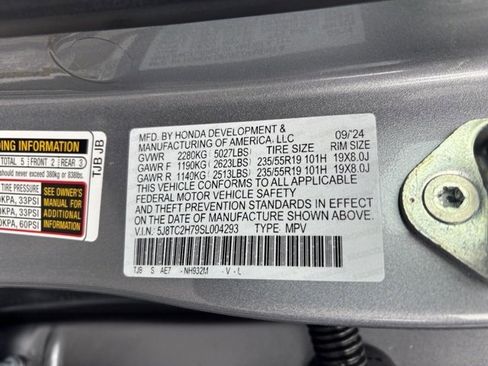 DING INFORMATION
TOTAL 5 FRONT 2 REAR 3
should never exceed 380kg or 838lbs.
TIRE PRESSURE
KPA, 33PSI
KPA, 33PSI
KPA, 60PSI
SEE OWNER'S
MANUAL FOR
ADDITIONAL
INFORMATION
TJB JB
MFD. BY HONDA DEVELOPMENT & 09/24
MANUFACTURING OF AMERICA, LLC
TIRE SIZE RIM SIZE
GVWR 2280KG( 5027LBS)
GAWR F 1190KG( 2623LBS) 235/55R19 101H 19X8.0J
GAWR R 1140KG( 2513LBS) 235/55R19 101H 19X8.0J
THIS VEHICLE CONFORMS TO ALL APPLICABLE
FEDERAL MOTOR VEHICLE SAFETY
AND THEFT PREVENTION STANDARDS IN EFFECT
ON THE DATE OF MANUFACTURE SHOWN ABOVE.
V.I.N. 5J8TC2H79SL004293 TYPE: MPV
TJB S AE7 -NH932M V - L